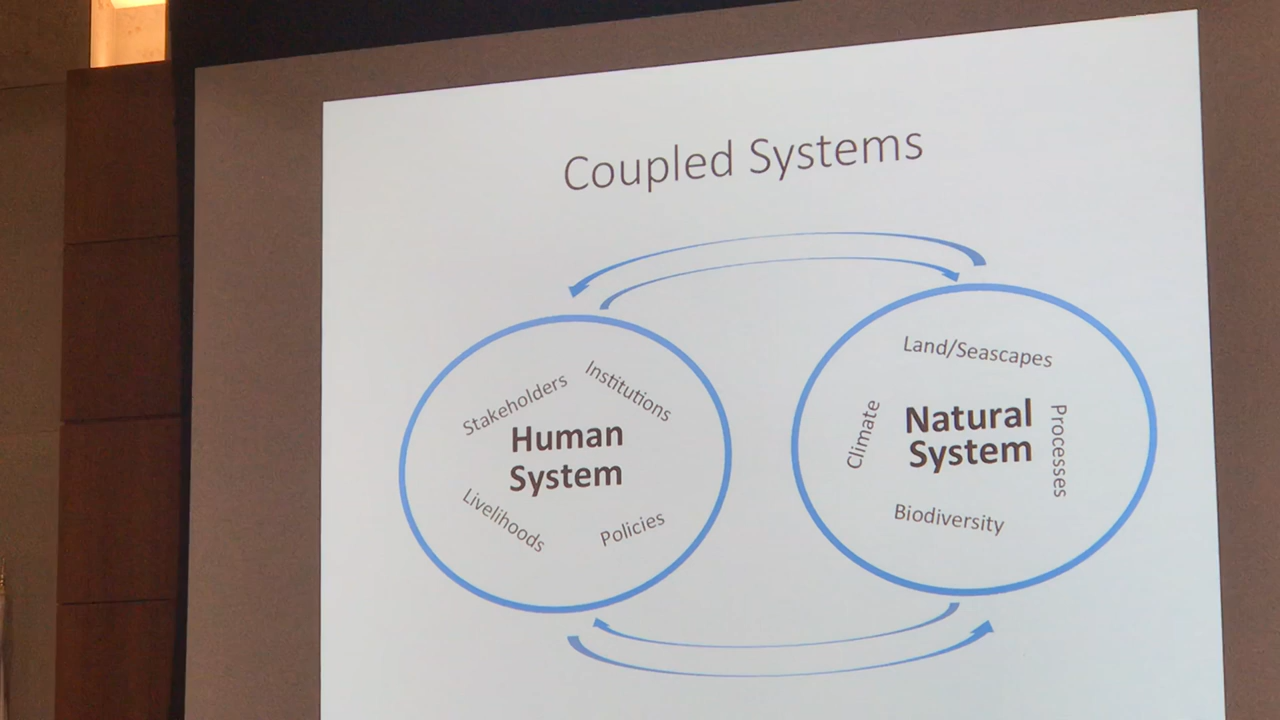 Coupled Systems
Stakeholders
Institutions
Human
System
Livelihoods
Policies
Land/Seascapes
Climate
Natural
System
Processes
Biodiversity